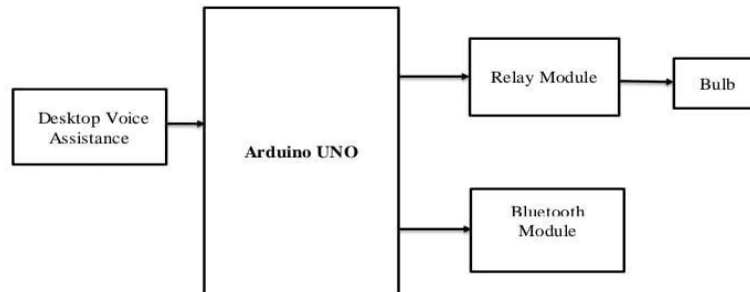 Desktop Voice
Assistance
Arduino UNO
Relay Module
Bulb
Bluetooth
Module